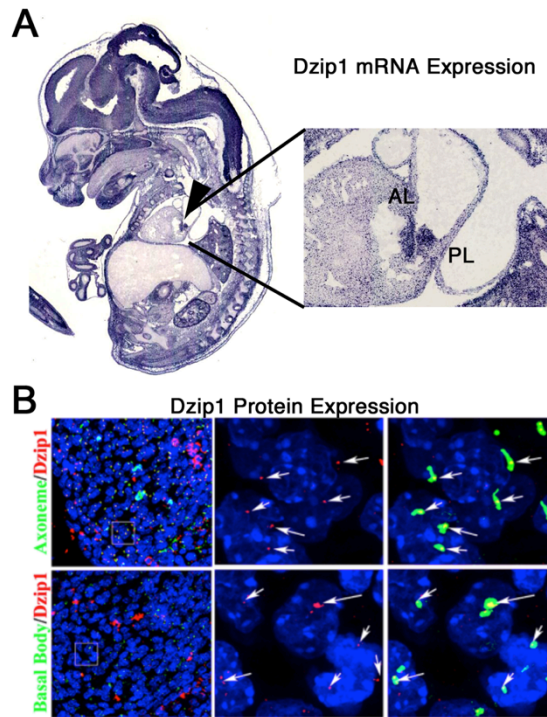 A
Dzip1 mRNA Expression
AL
PL
B
Dzip1 Protein Expression
Axoneme/Dzip1
Basal Body/Dzip1